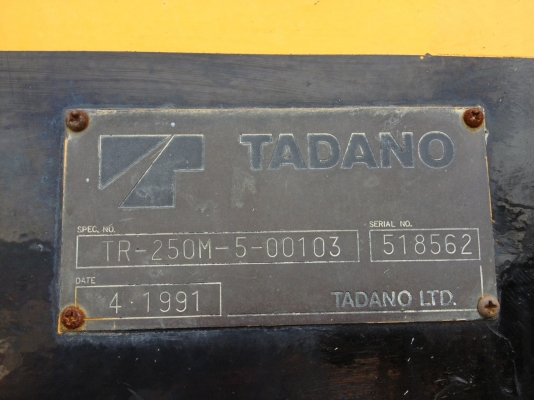 TADANO
SPEC. NO. SERIAL NO.
TR-250M-5-00103 518562
DATE
4·1991
TADANO LTD.